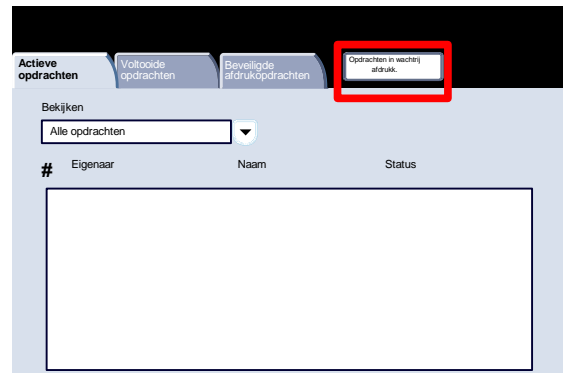 Actieve
opdrachten
Voltooide
opdrachten
Beveiligde
afdrukopdrachten
Opdrachten in wachtrij
afdrukk.
Bekijken
Alle opdrachten
# Eigenaar Naam Status